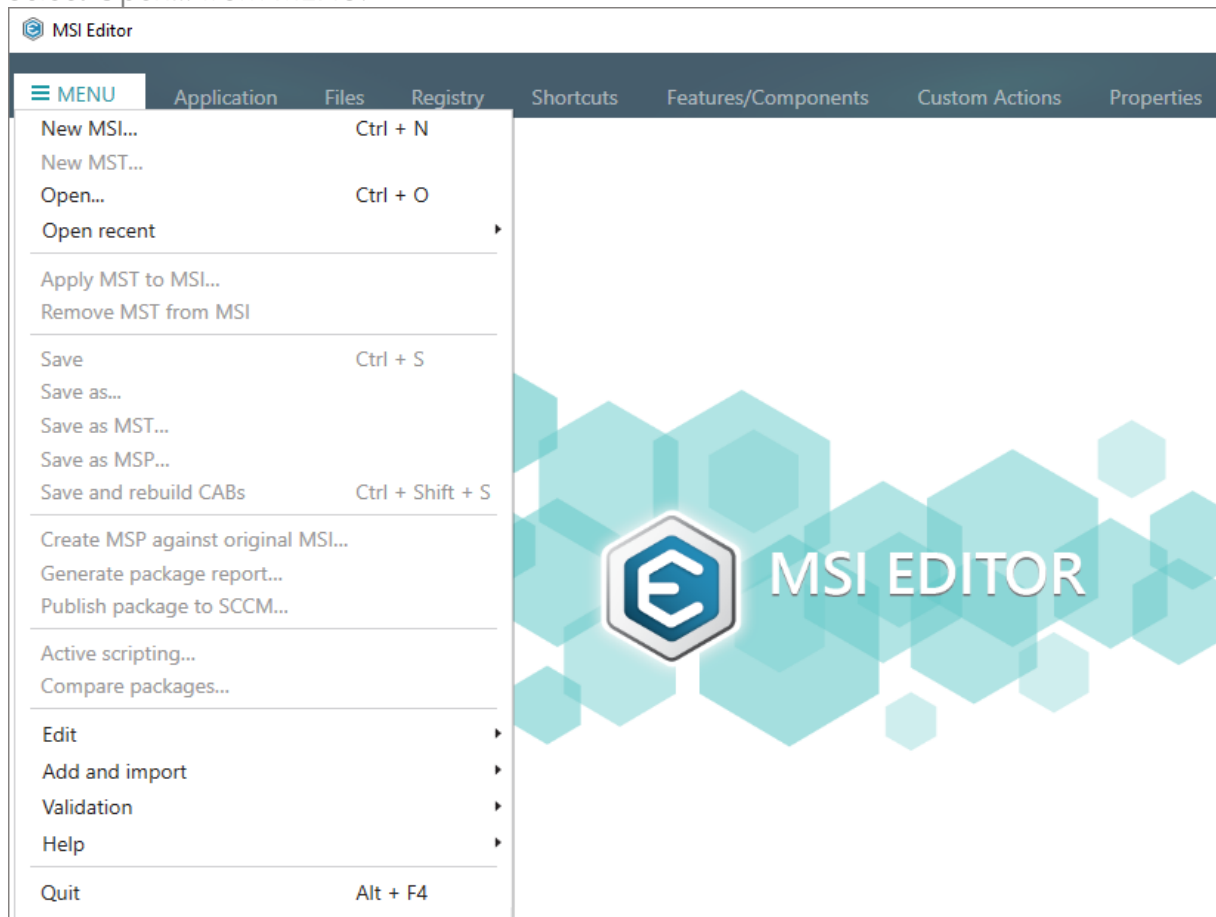 MSI Editor
MENU Application Files Registry Shortcuts Features/Components Custom Actions Properties
New MSI... Ctrl + N
New MST...
Open... Ctrl + O
Open recent
Apply MST to MSI...
Remove MST from MSI
Save Ctrl + S
Save as...
Save as MST...
Save as MSP...
Save and rebuild CABs Ctrl + Shift + S
Create MSP against original MSI...
Generate package report...
Publish package to SCCM...
Active scripting...
Compare packages...
Edit
Add and import
Validation
Help
Quit Alt + F4
MSI EDITOR